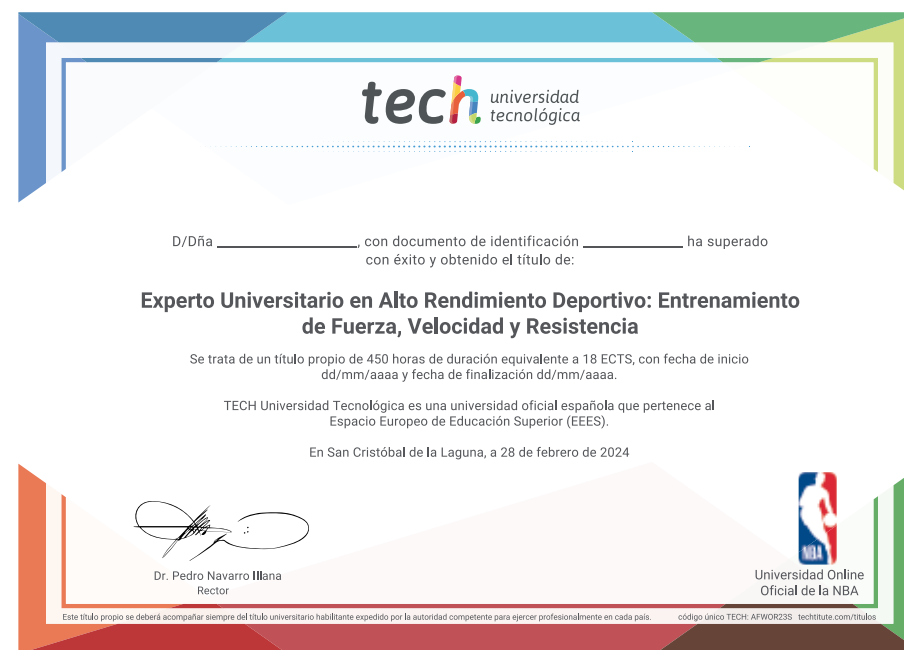 tech universidad
tecnológica
D/Dña ________________, con documento de identificación ____________ ha superado
con éxito y obtenido el título de:
Experto Universitario en Alto Rendimiento Deportivo: Entrenamiento
de Fuerza, Velocidad y Resistencia
Se trata de un título propio de 450 horas de duración equivalente a 18 ECTS, con fecha de inicio
dd/mm/aaaa y fecha de finalización dd/mm/aaaa.
TECH Universidad Tecnológica es una universidad oficial española que pertenece al
Espacio Europeo de Educación Superior (EEES).
En San Cristóbal de la Laguna, a 28 de febrero de 2024
NBA
Dr. Pedro Navarro Illana
Rector
Universidad Online
Oficial de la NBA
Este título propio se deberá acompañar siempre del título universitario habilitante expedido por la autoridad competente para ejercer profesionalmente en cada país. código único TECH: AFWOR23S techtitute.com/titulos